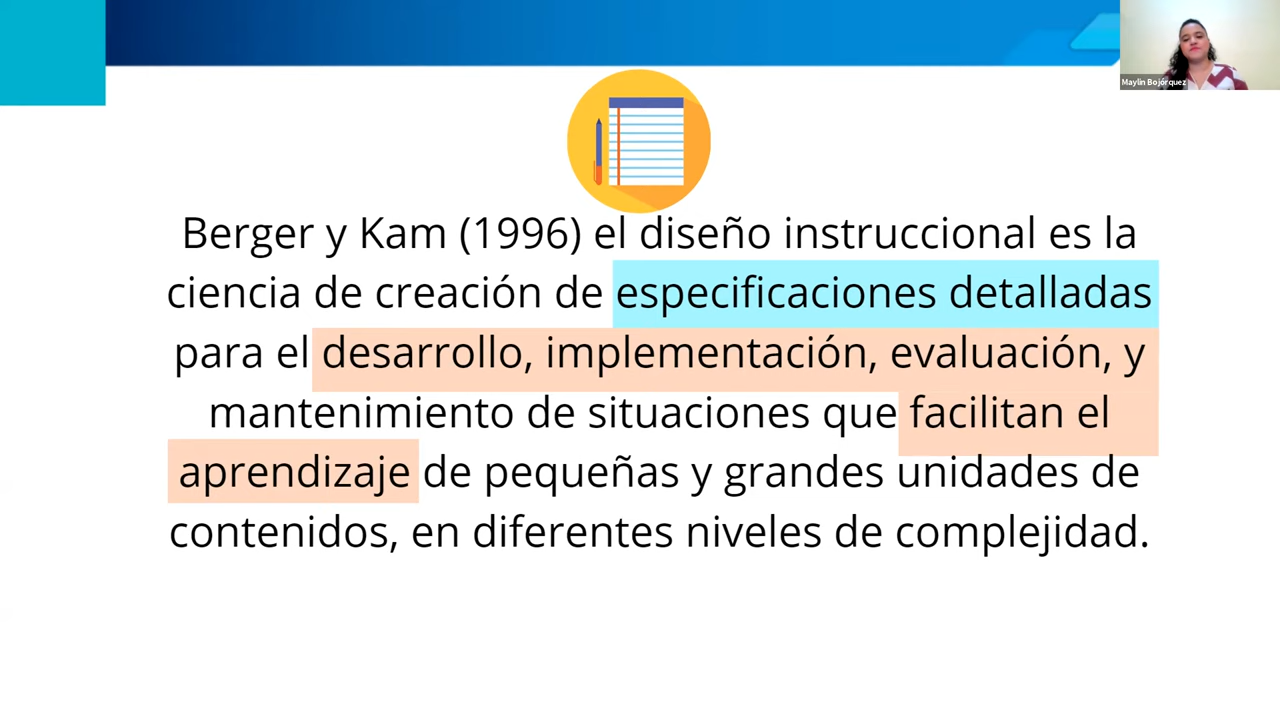 Maylin Bojórquez
Berger y Kam (1996) el diseño instruccional es la
ciencia de creación de especificaciones detalladas
para el desarrollo, implementación, evaluación, y
mantenimiento de situaciones que facilitan el
aprendizaje de pequeñas y grandes unidades de
contenidos, en diferentes niveles de complejidad.